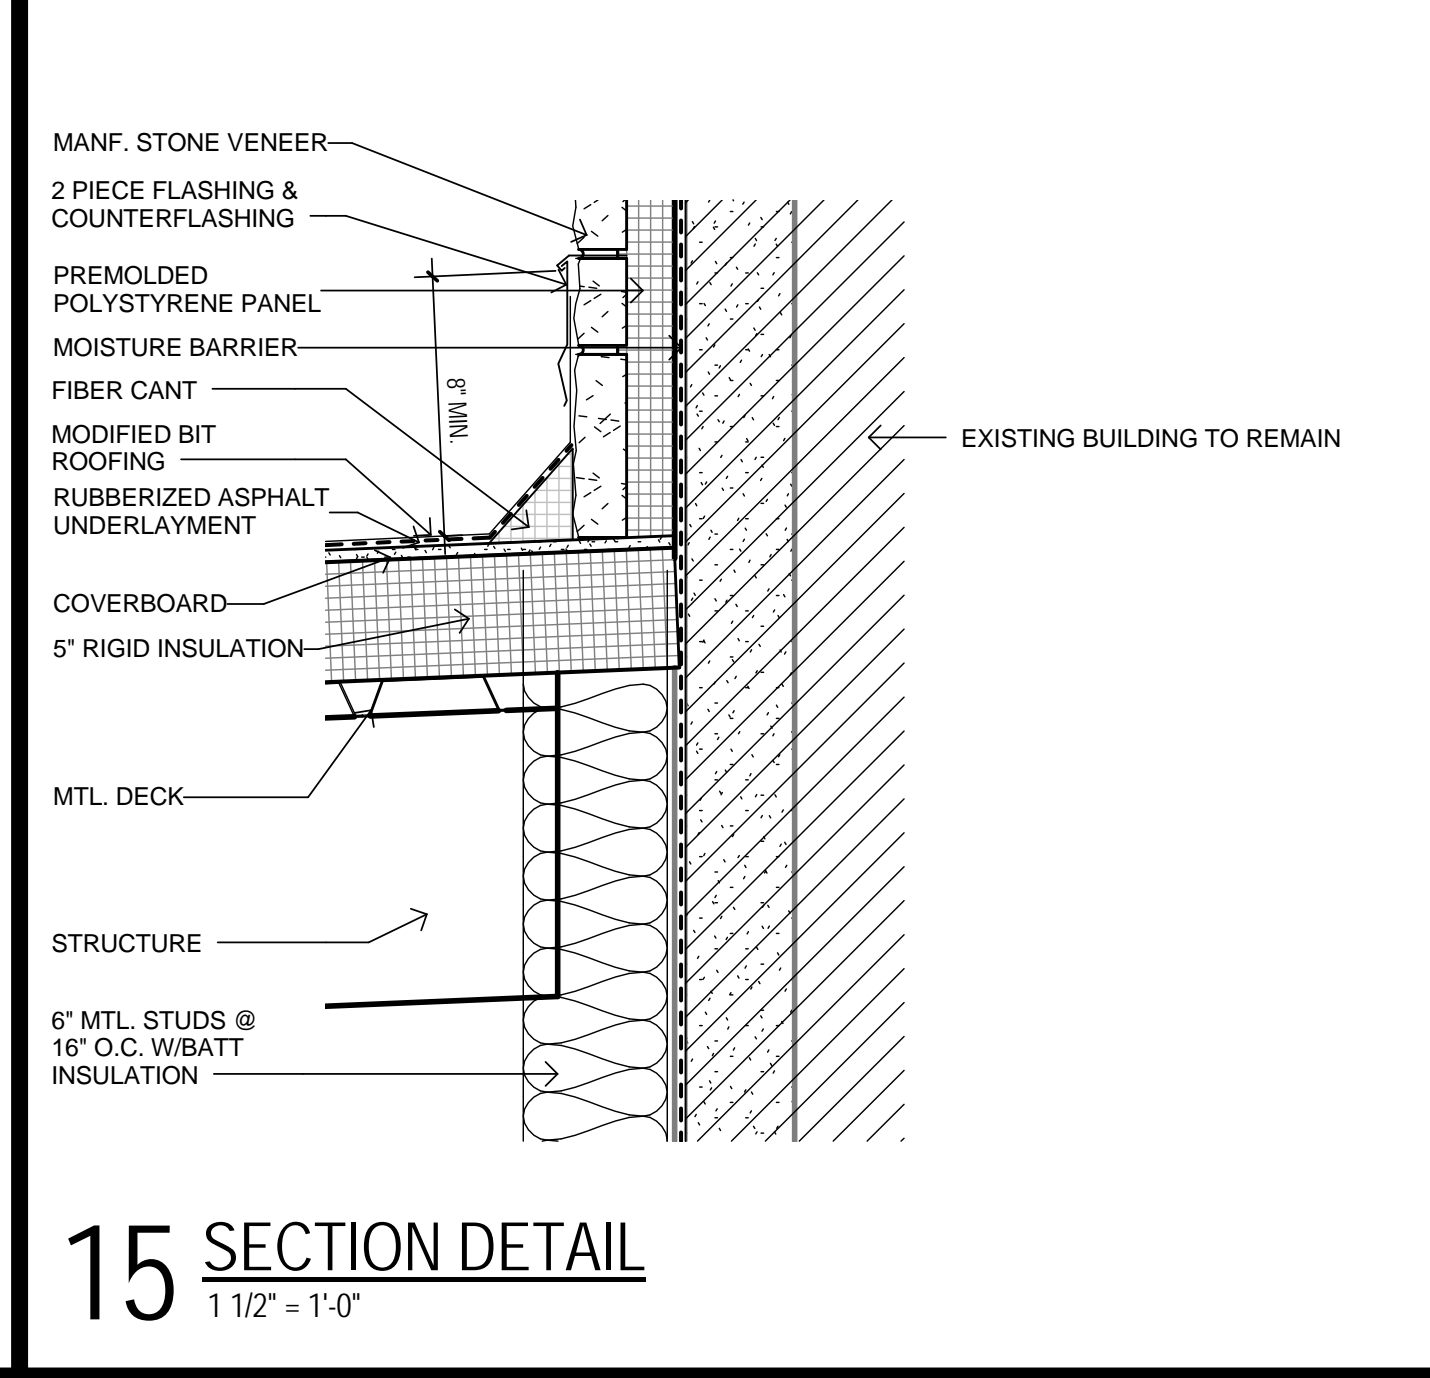 MANF. STONE VENEER
2 PIECE FLASHING &
COUNTERFLASHING
PREMOLDED
POLYSTYRENE PANEL
MOISTURE BARRIER
FIBER CANT
8" MIN.
MODIFIED BIT
ROOFING
EXISTING BUILDING TO REMAIN
RUBBERIZED ASPHALT
UNDERLAYMENT
COVERBOARD
5" RIGID INSULATION
MTL. DECK
STRUCTURE
6" MTL. STUDS @
16" O.C. W/BATT
INSULATION
15 SECTION DETAIL
1 1/2" = 1'-0"